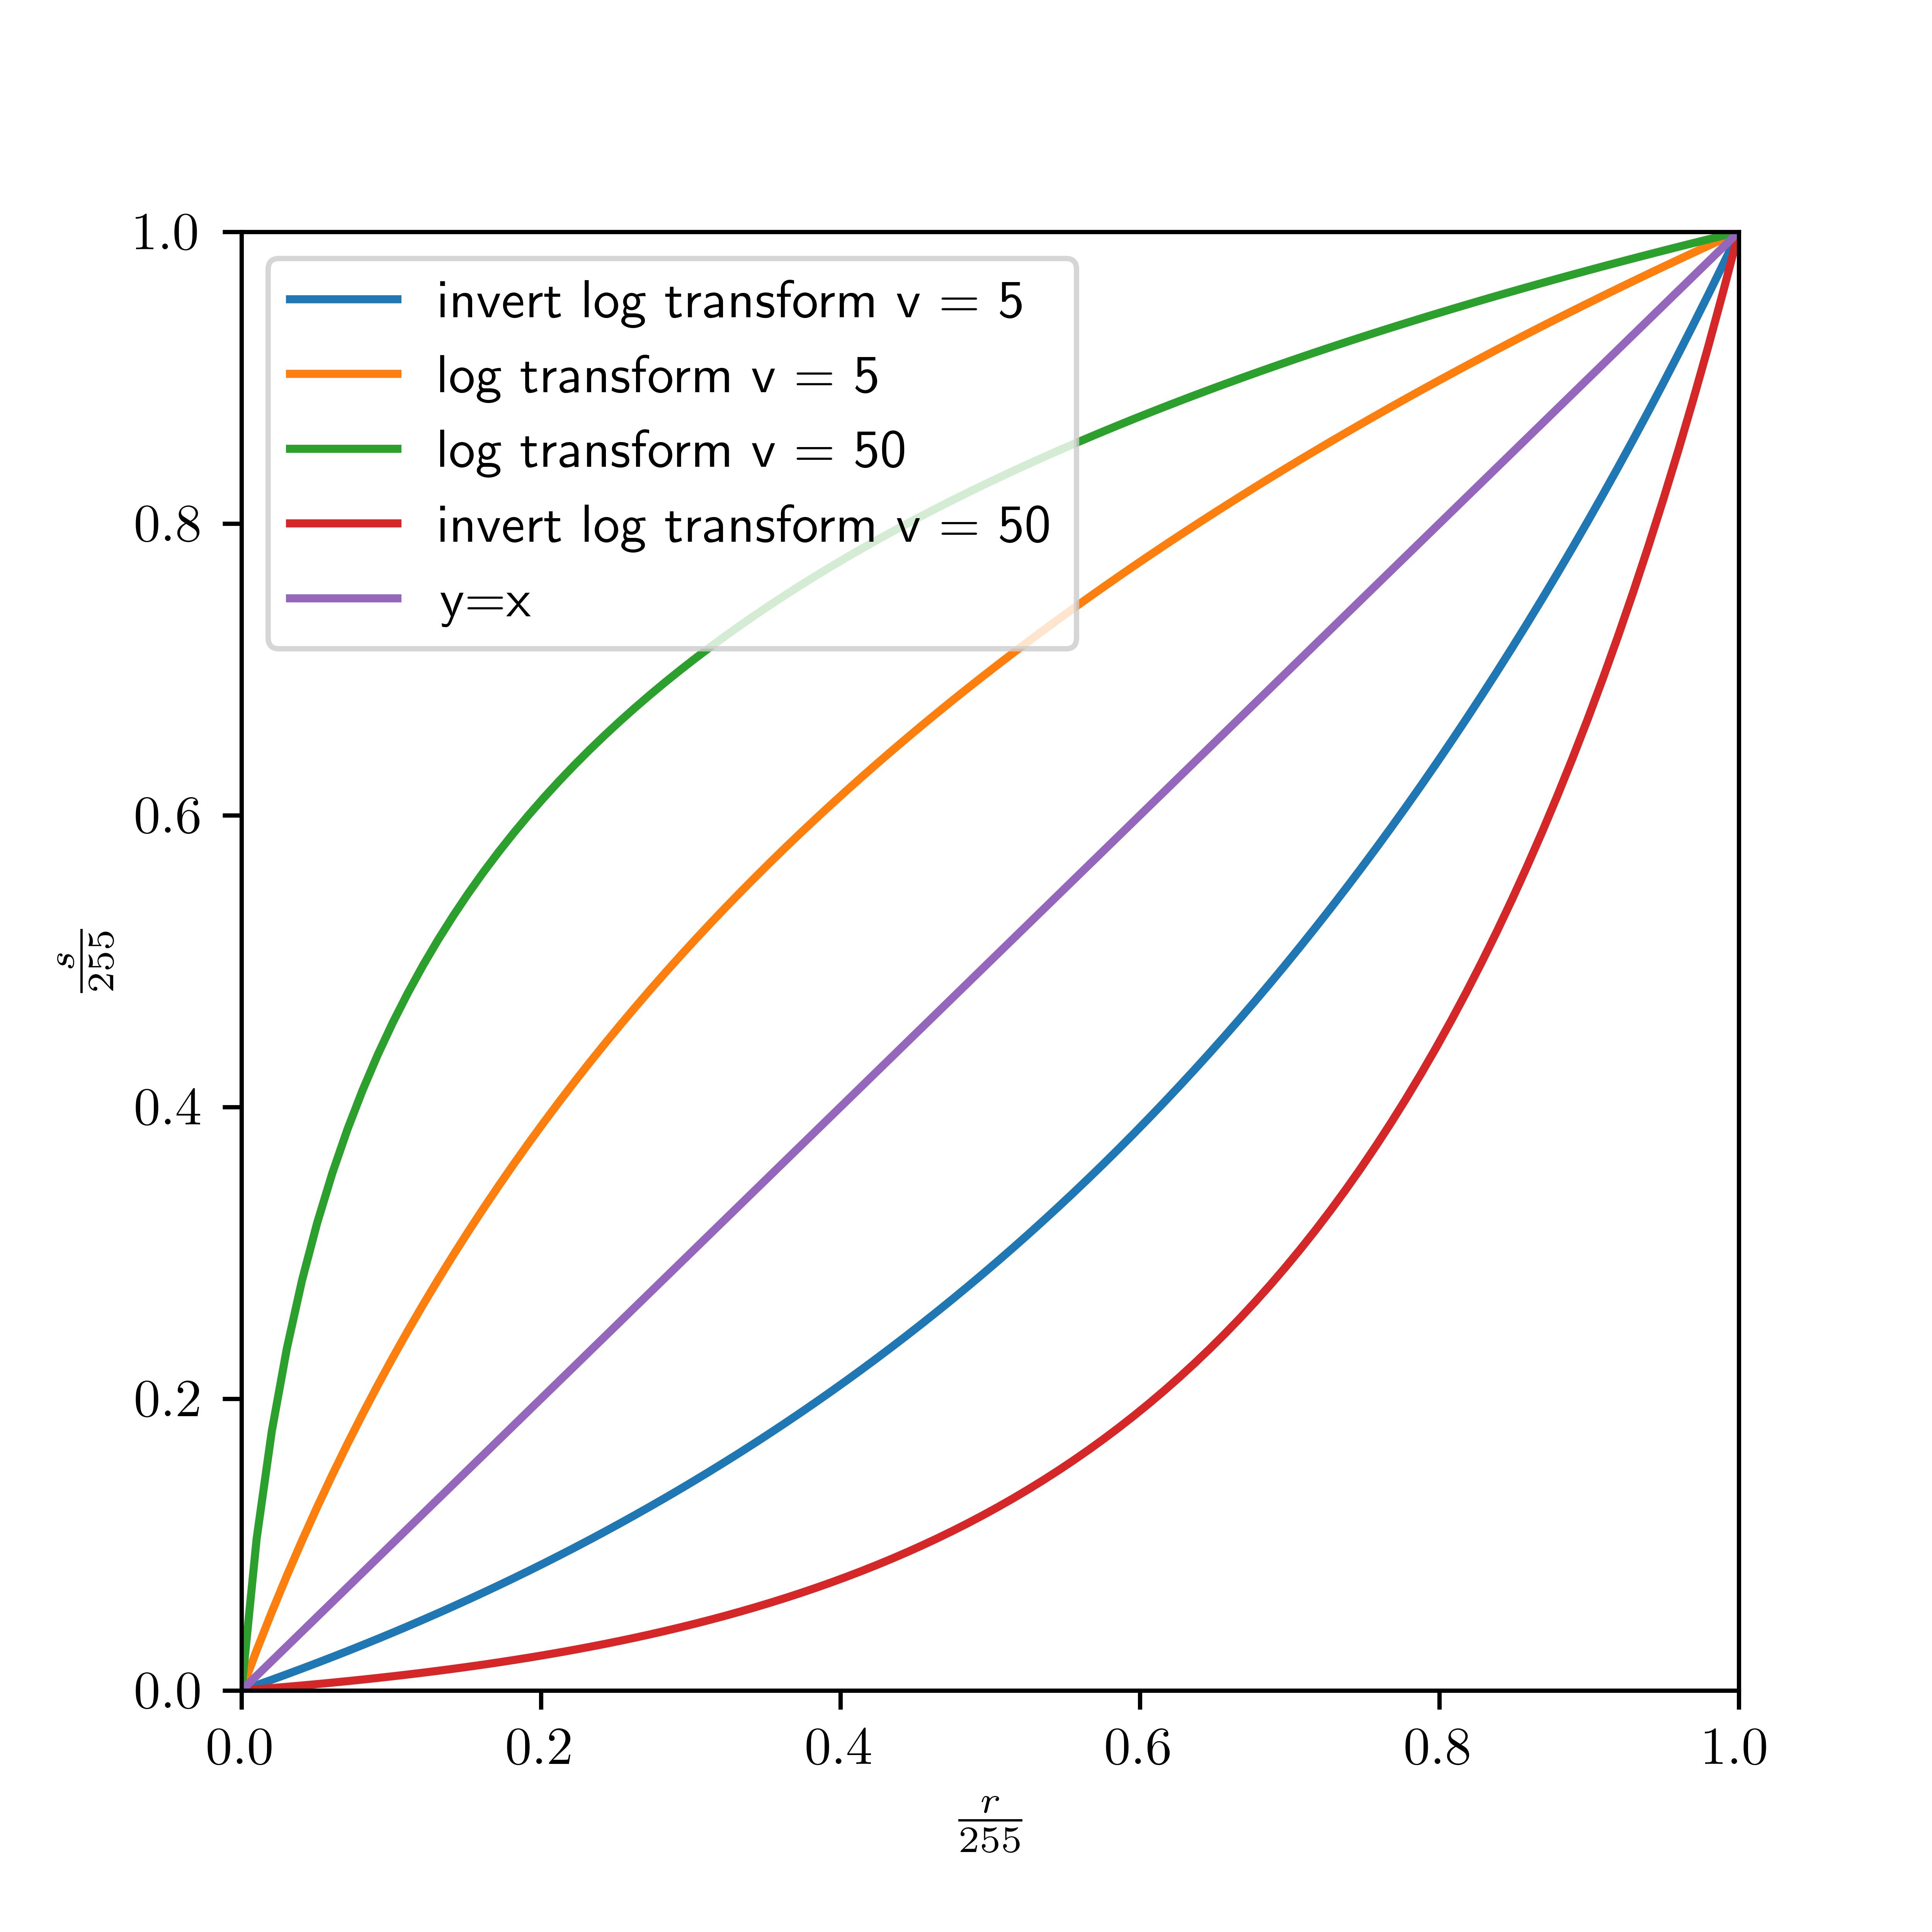 1.0
invert log transform v = 5
log transform v = 5
log transform v = 50
0.8
invert log transform v = 50
y=x
0.6
s
255
0.4
0.2
0.0
0.0 0.2 0.4 0.6 0.8 1.0
r
255